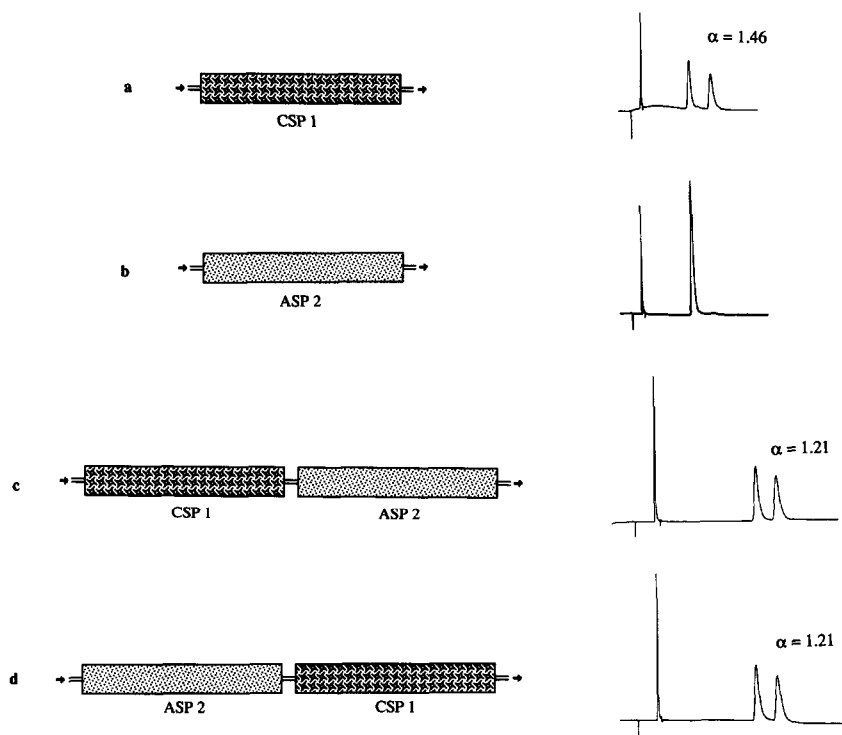 α = 1.46
a
CSP 1
b
ASP 2
α = 1.21
c
CSP 1
ASP 2
α = 1.21
d
ASP 2
CSP 1